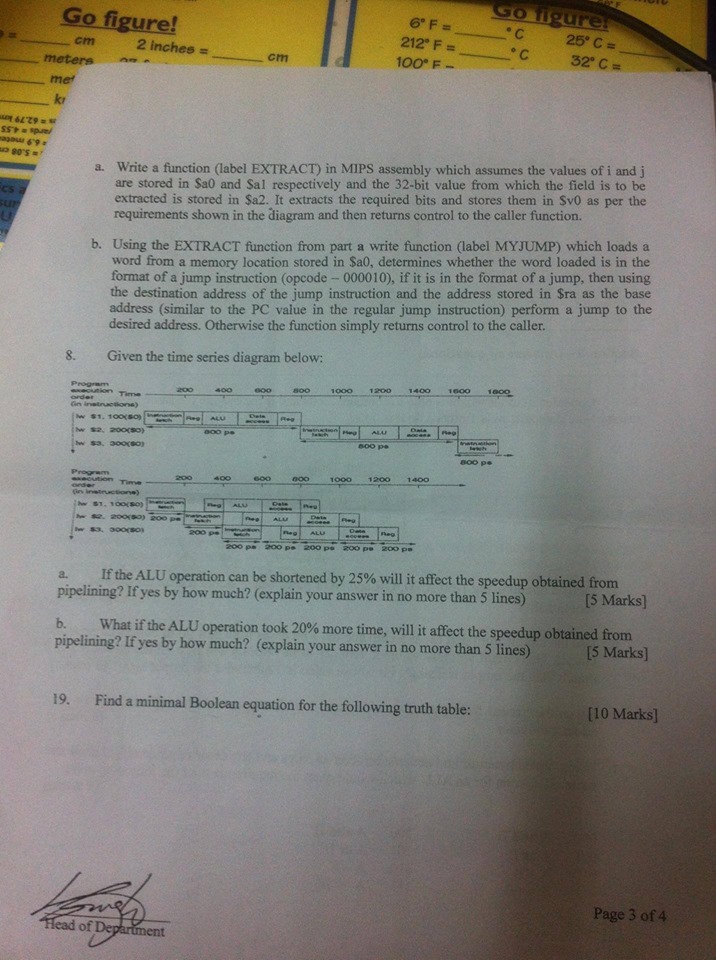 Go figure!
cm
2 inches =
cm
meters
Go figure!
6° F = °C
212° F = °C
100° F =
25° C =
32° C =
a. Write a function (label EXTRACT) in MIPS assembly which assumes the values of i and j
are stored in $a0 and $a1 respectively and the 32-bit value from which the field is to be
extracted is stored in $a2. It extracts the required bits and stores them in $v0 as per the
requirements shown in the diagram and then returns control to the caller function.
b. Using the EXTRACT function from part a write function (label MYJUMP) which loads a
word from a memory location stored in $a0, determines whether the word loaded is in the
format of a jump instruction (opcode – 000010), if it is in the format of a jump, then using
the destination address of the jump instruction and the address stored in $ra as the base
address (similar to the PC value in the regular jump instruction) perform a jump to the
desired address. Otherwise the function simply returns control to the caller.
8. Given the time series diagram below:
Program
execution
order
(in instructions)
Time 200 400 600 800 1000 1200 1400 1600 1800
lw $1, 100($0) Instruction fetch Reg ALU Data access Reg
lw $2, 200($0) 800 ps Instruction fetch Reg ALU Data access Reg
lw $3, 300($0) 800 ps Instruction fetch
800 ps
Program
execution
order
(in instructions)
Time 200 400 600 800 1000 1200 1400
lw $1, 100($0) Instruction fetch Reg ALU Data access Reg
lw $2, 200($0) 200 ps Instruction fetch Reg ALU Data access Reg
lw $3, 300($0) 200 ps Instruction fetch Reg ALU Data access Reg
200 ps 200 ps 200 ps 200 ps 200 ps
a. If the ALU operation can be shortened by 25% will it affect the speedup obtained from
pipelining? If yes by how much? (explain your answer in no more than 5 lines) [5 Marks]
b. What if the ALU operation took 20% more time, will it affect the speedup obtained from
pipelining? If yes by how much? (explain your answer in no more than 5 lines) [5 Marks]
19. Find a minimal Boolean equation for the following truth table: [10 Marks]
Head of Department
Page 3 of 4